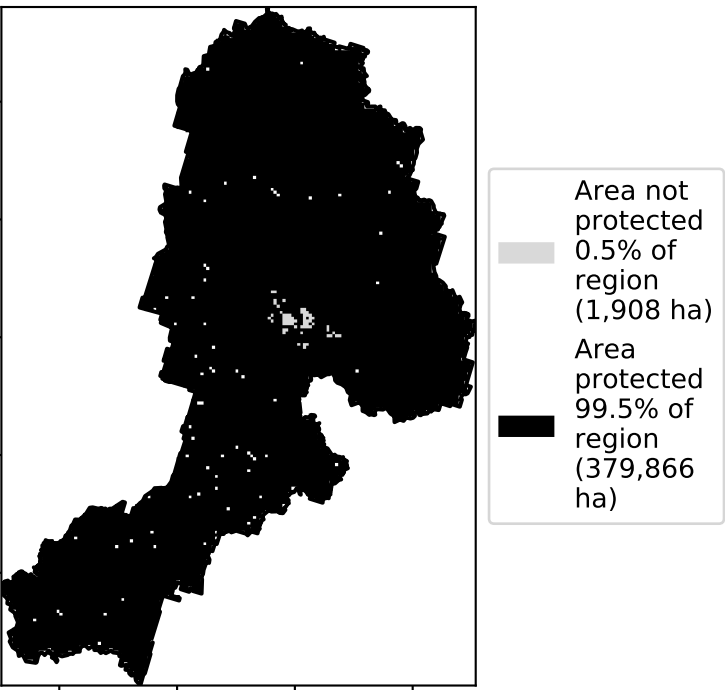 Area not
protected
0.5% of
region
(1,908 ha)
Area
protected
99.5% of
region
(379,866
ha)